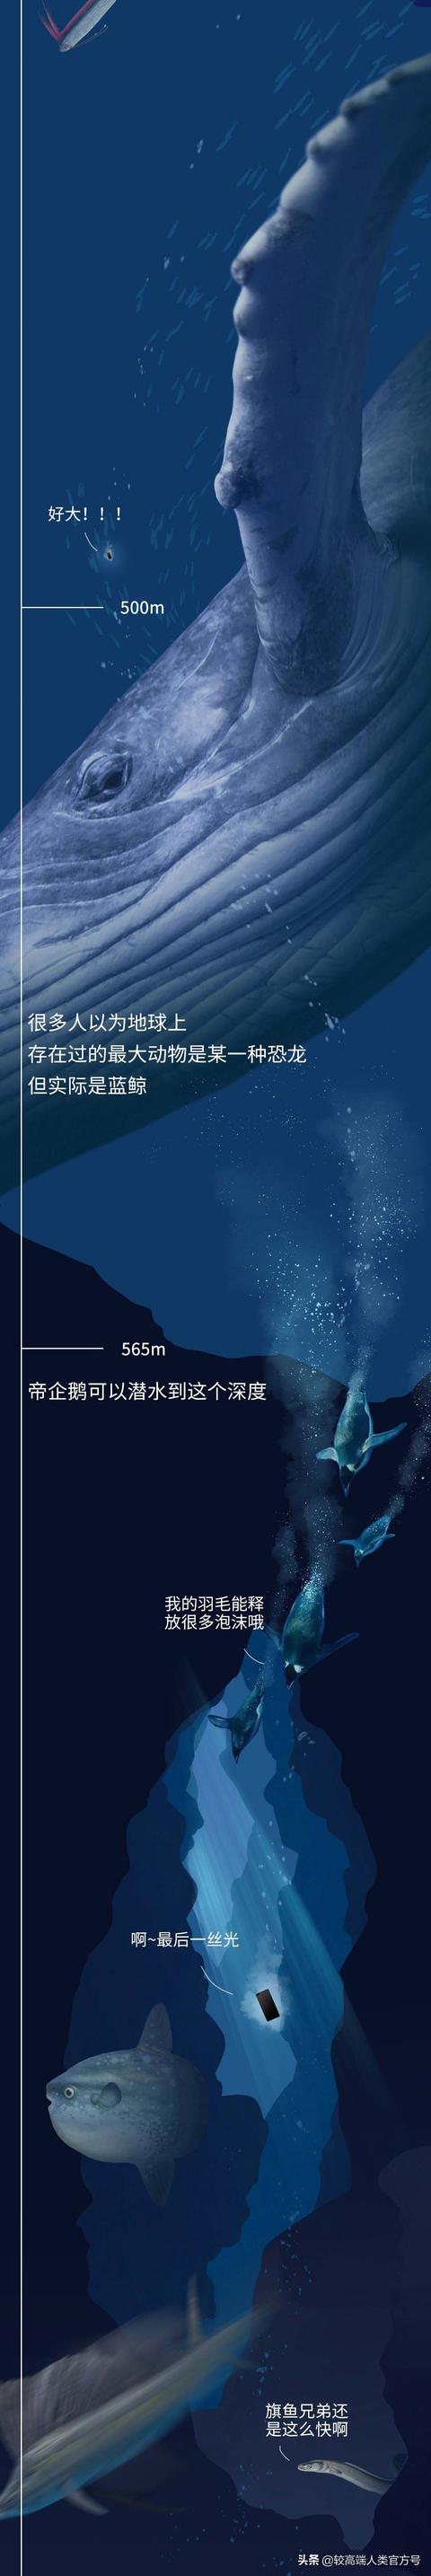 好大！！！
500m
很多人以为地球上
存在过的最大动物是某一种恐龙
但实际是蓝鲸
565m
帝企鹅可以潜水到这个深度
我的羽毛能释
放很多泡沫哦
啊~最后一丝光
旗鱼兄弟还
是这么快啊
头条 @较高端人类官方号